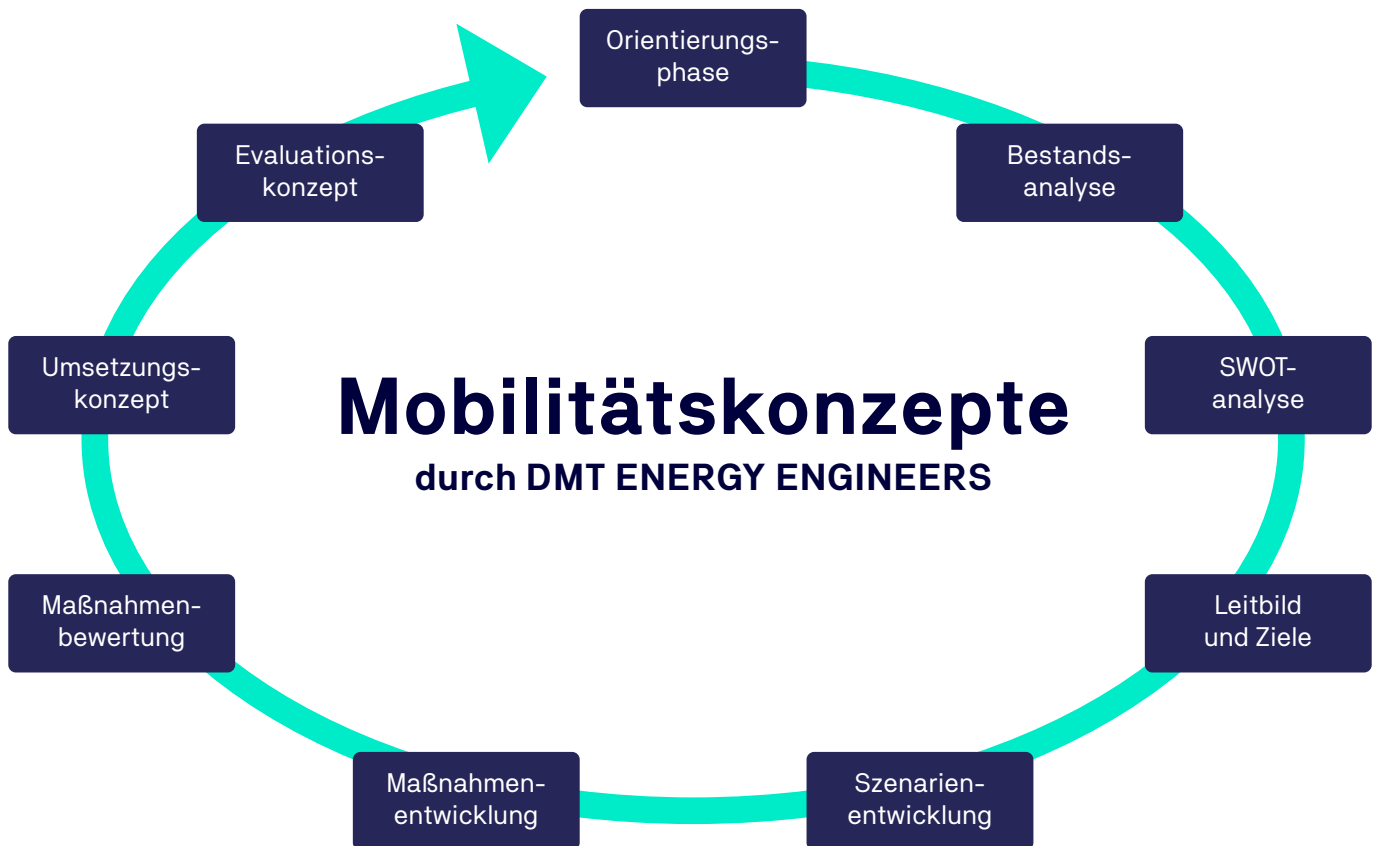 Orientierungs-
phase
Bestands-
analyse
SWOT-
analyse
Leitbild
und Ziele
Szenarien-
entwicklung
Maßnahmen-
entwicklung
Maßnahmen-
bewertung
Umsetzungs-
konzept
Evaluations-
konzept
Mobilitätskonzepte
durch DMT ENERGY ENGINEERS